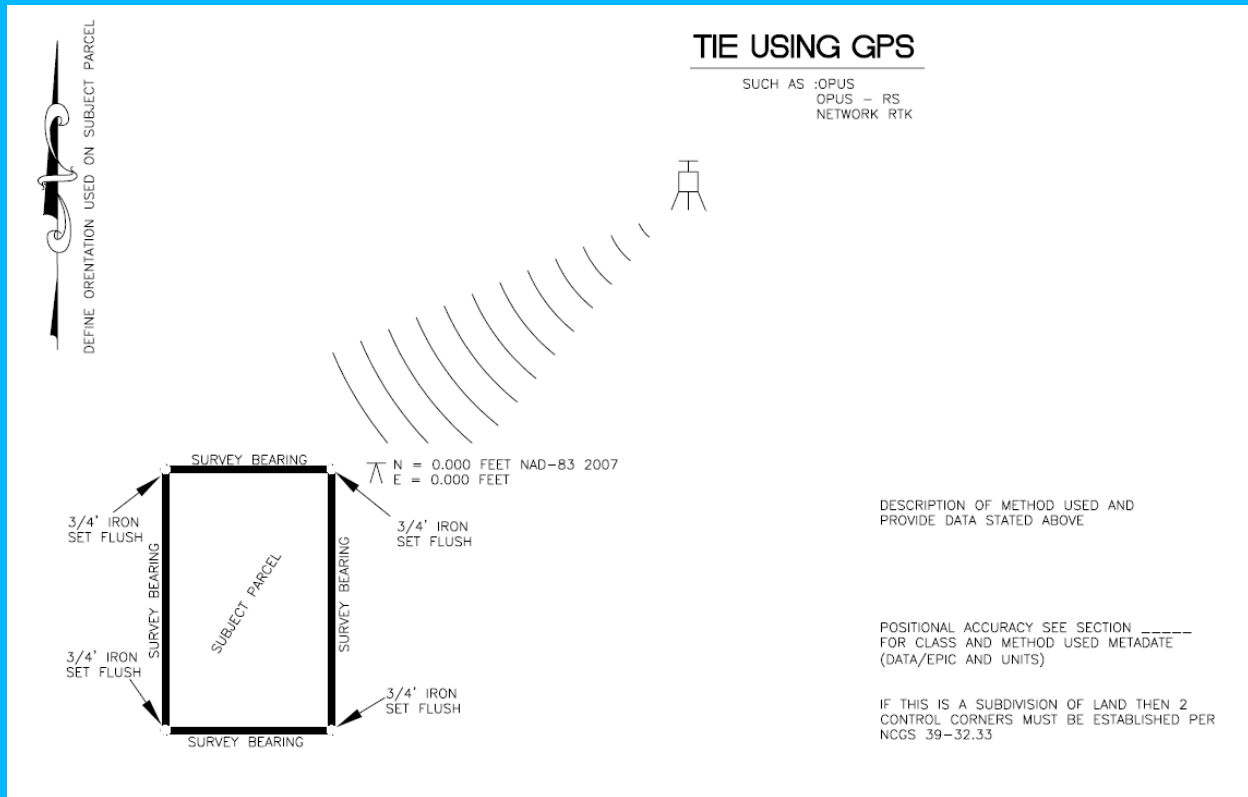 TIE USING GPS
SUCH AS :OPUS
OPUS - RS
NETWORK RTK
DEFINE ORENTATION USED ON SUBJECT PARCEL
SURVEY BEARING
N = 0.000 FEET NAD-83 2007
E = 0.000 FEET
3/4' IRON
SET FLUSH
3/4' IRON
SET FLUSH
SURVEY BEARING
SUBJECT PARCEL
SURVEY BEARING
3/4' IRON
SET FLUSH
3/4' IRON
SET FLUSH
SURVEY BEARING
DESCRIPTION OF METHOD USED AND
PROVIDE DATA STATED ABOVE
POSITIONAL ACCURACY SEE SECTION _____
FOR CLASS AND METHOD USED METADATE
(DATA/EPIC AND UNITS)
IF THIS IS A SUBDIVISION OF LAND THEN 2
CONTROL CORNERS MUST BE ESTABLISHED PER
NCGS 39-32.33